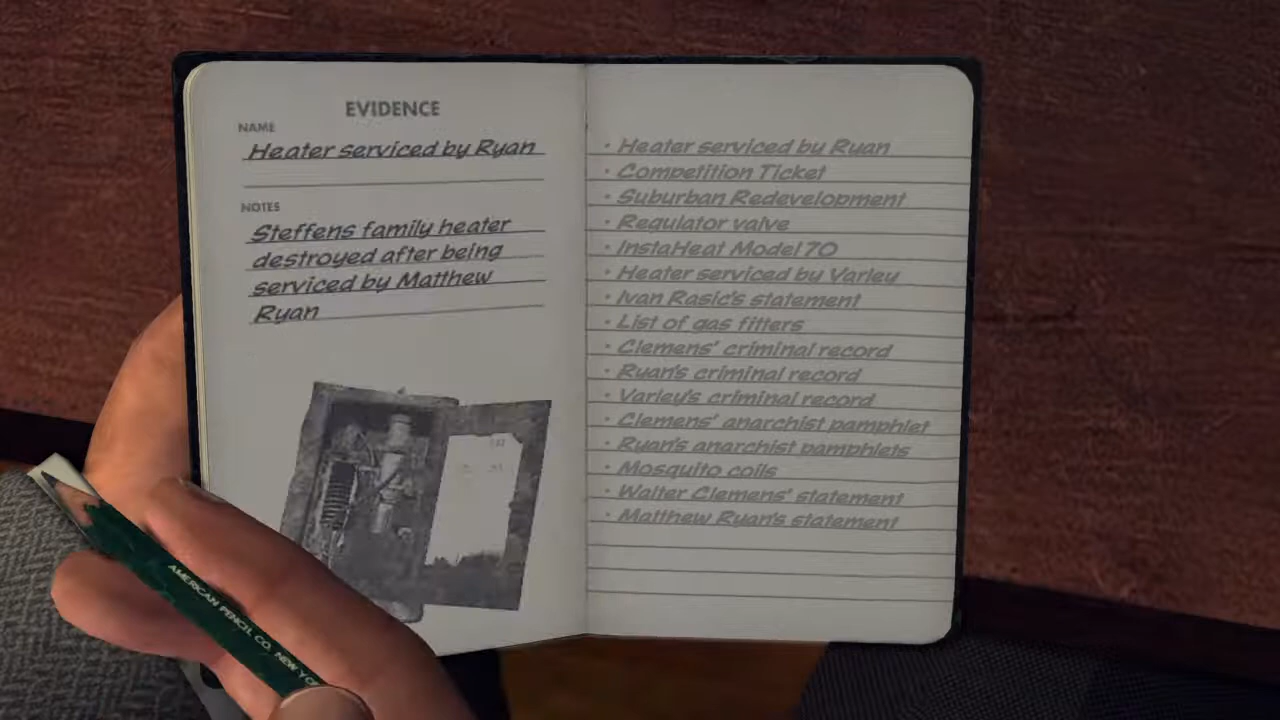 EVIDENCE
NAME
Heater serviced by Ryan
NOTES
Steffens family heater
destroyed after being
serviced by Matthew
Ryan
• Heater serviced by Ryan
• Competition Ticket
• Suburban Redevelopment
• Regulator valve
• InstaHeat Model 70
• Heater serviced by Varley
• Ivan Rasic's statement
• List of gas fitters
• Clemens' criminal record
• Ryan's criminal record
• Varley's criminal record
• Clemens' anarchist pamphlet
• Ryan's anarchist pamphlets
• Mosquito coils
• Walter Clemens' statement
• Matthew Ryan's statement
AMERICAN PENCIL CO. NEW YO